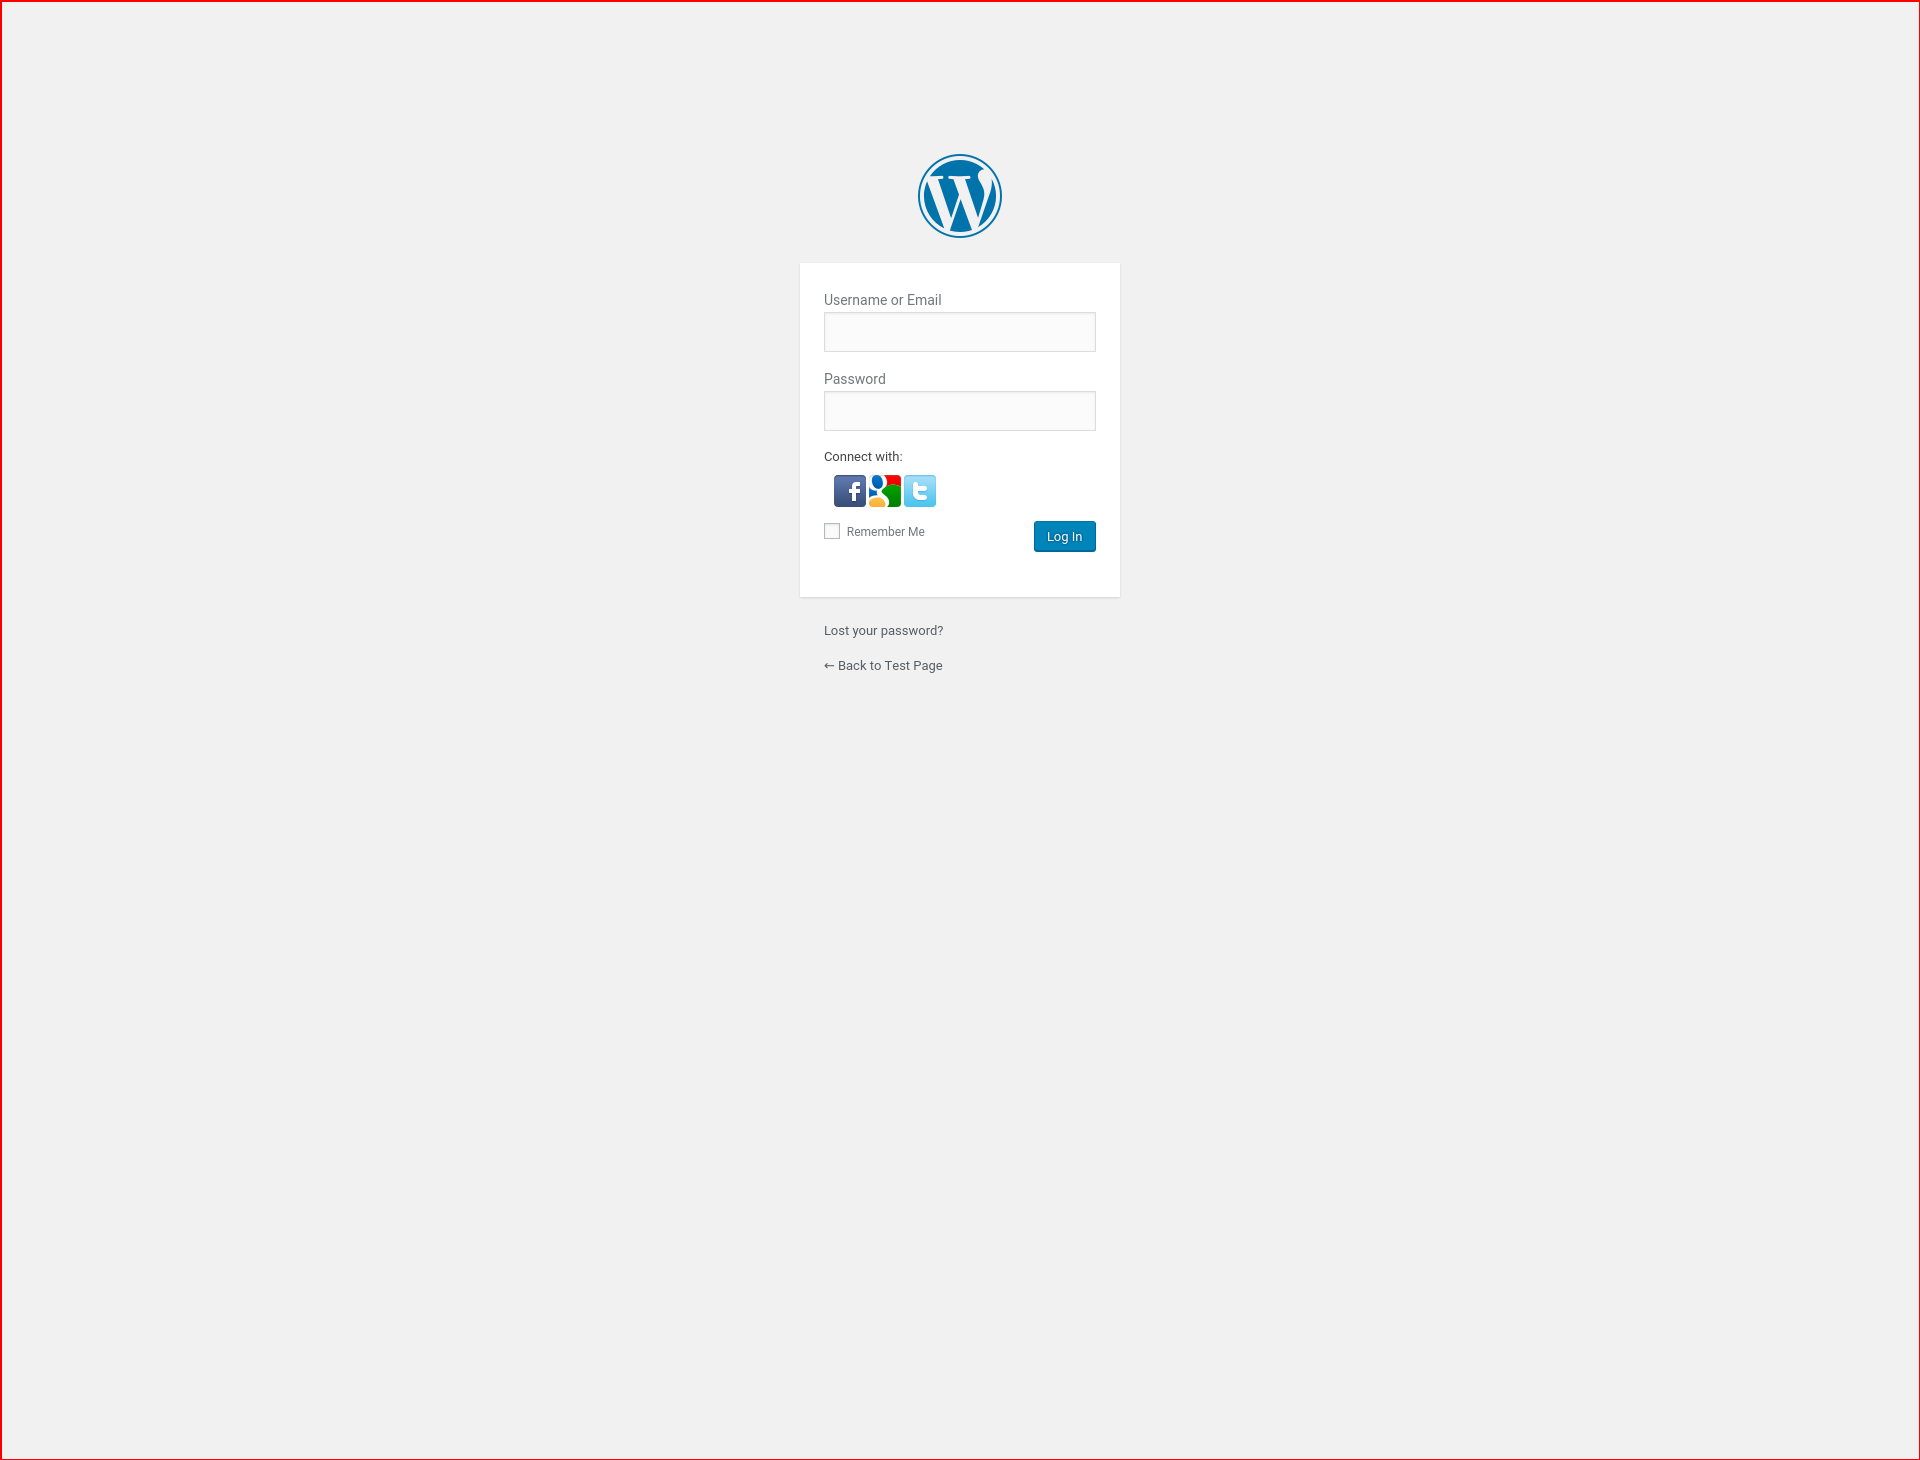 Username or Email
Password
Connect with:
Remember Me
Log In
Lost your password?
← Back to Test Page